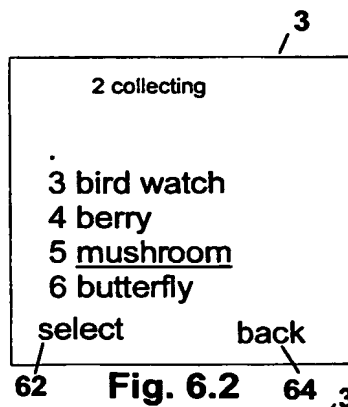 3
2 collecting
.
3 bird watch
4 berry
5 mushroom
6 butterfly
select back
62 Fig. 6.2 64 3